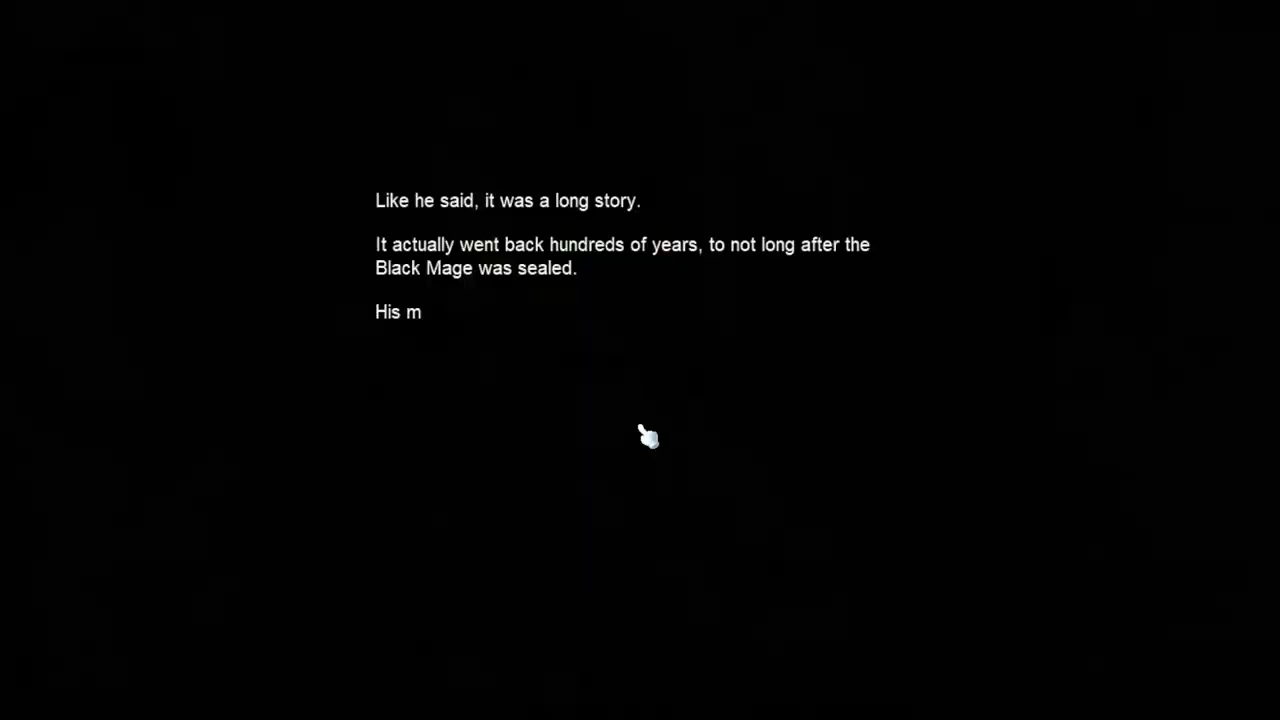 Like he said, it was a long story.
It actually went back hundreds of years, to not long after the
Black Mage was sealed.
His m